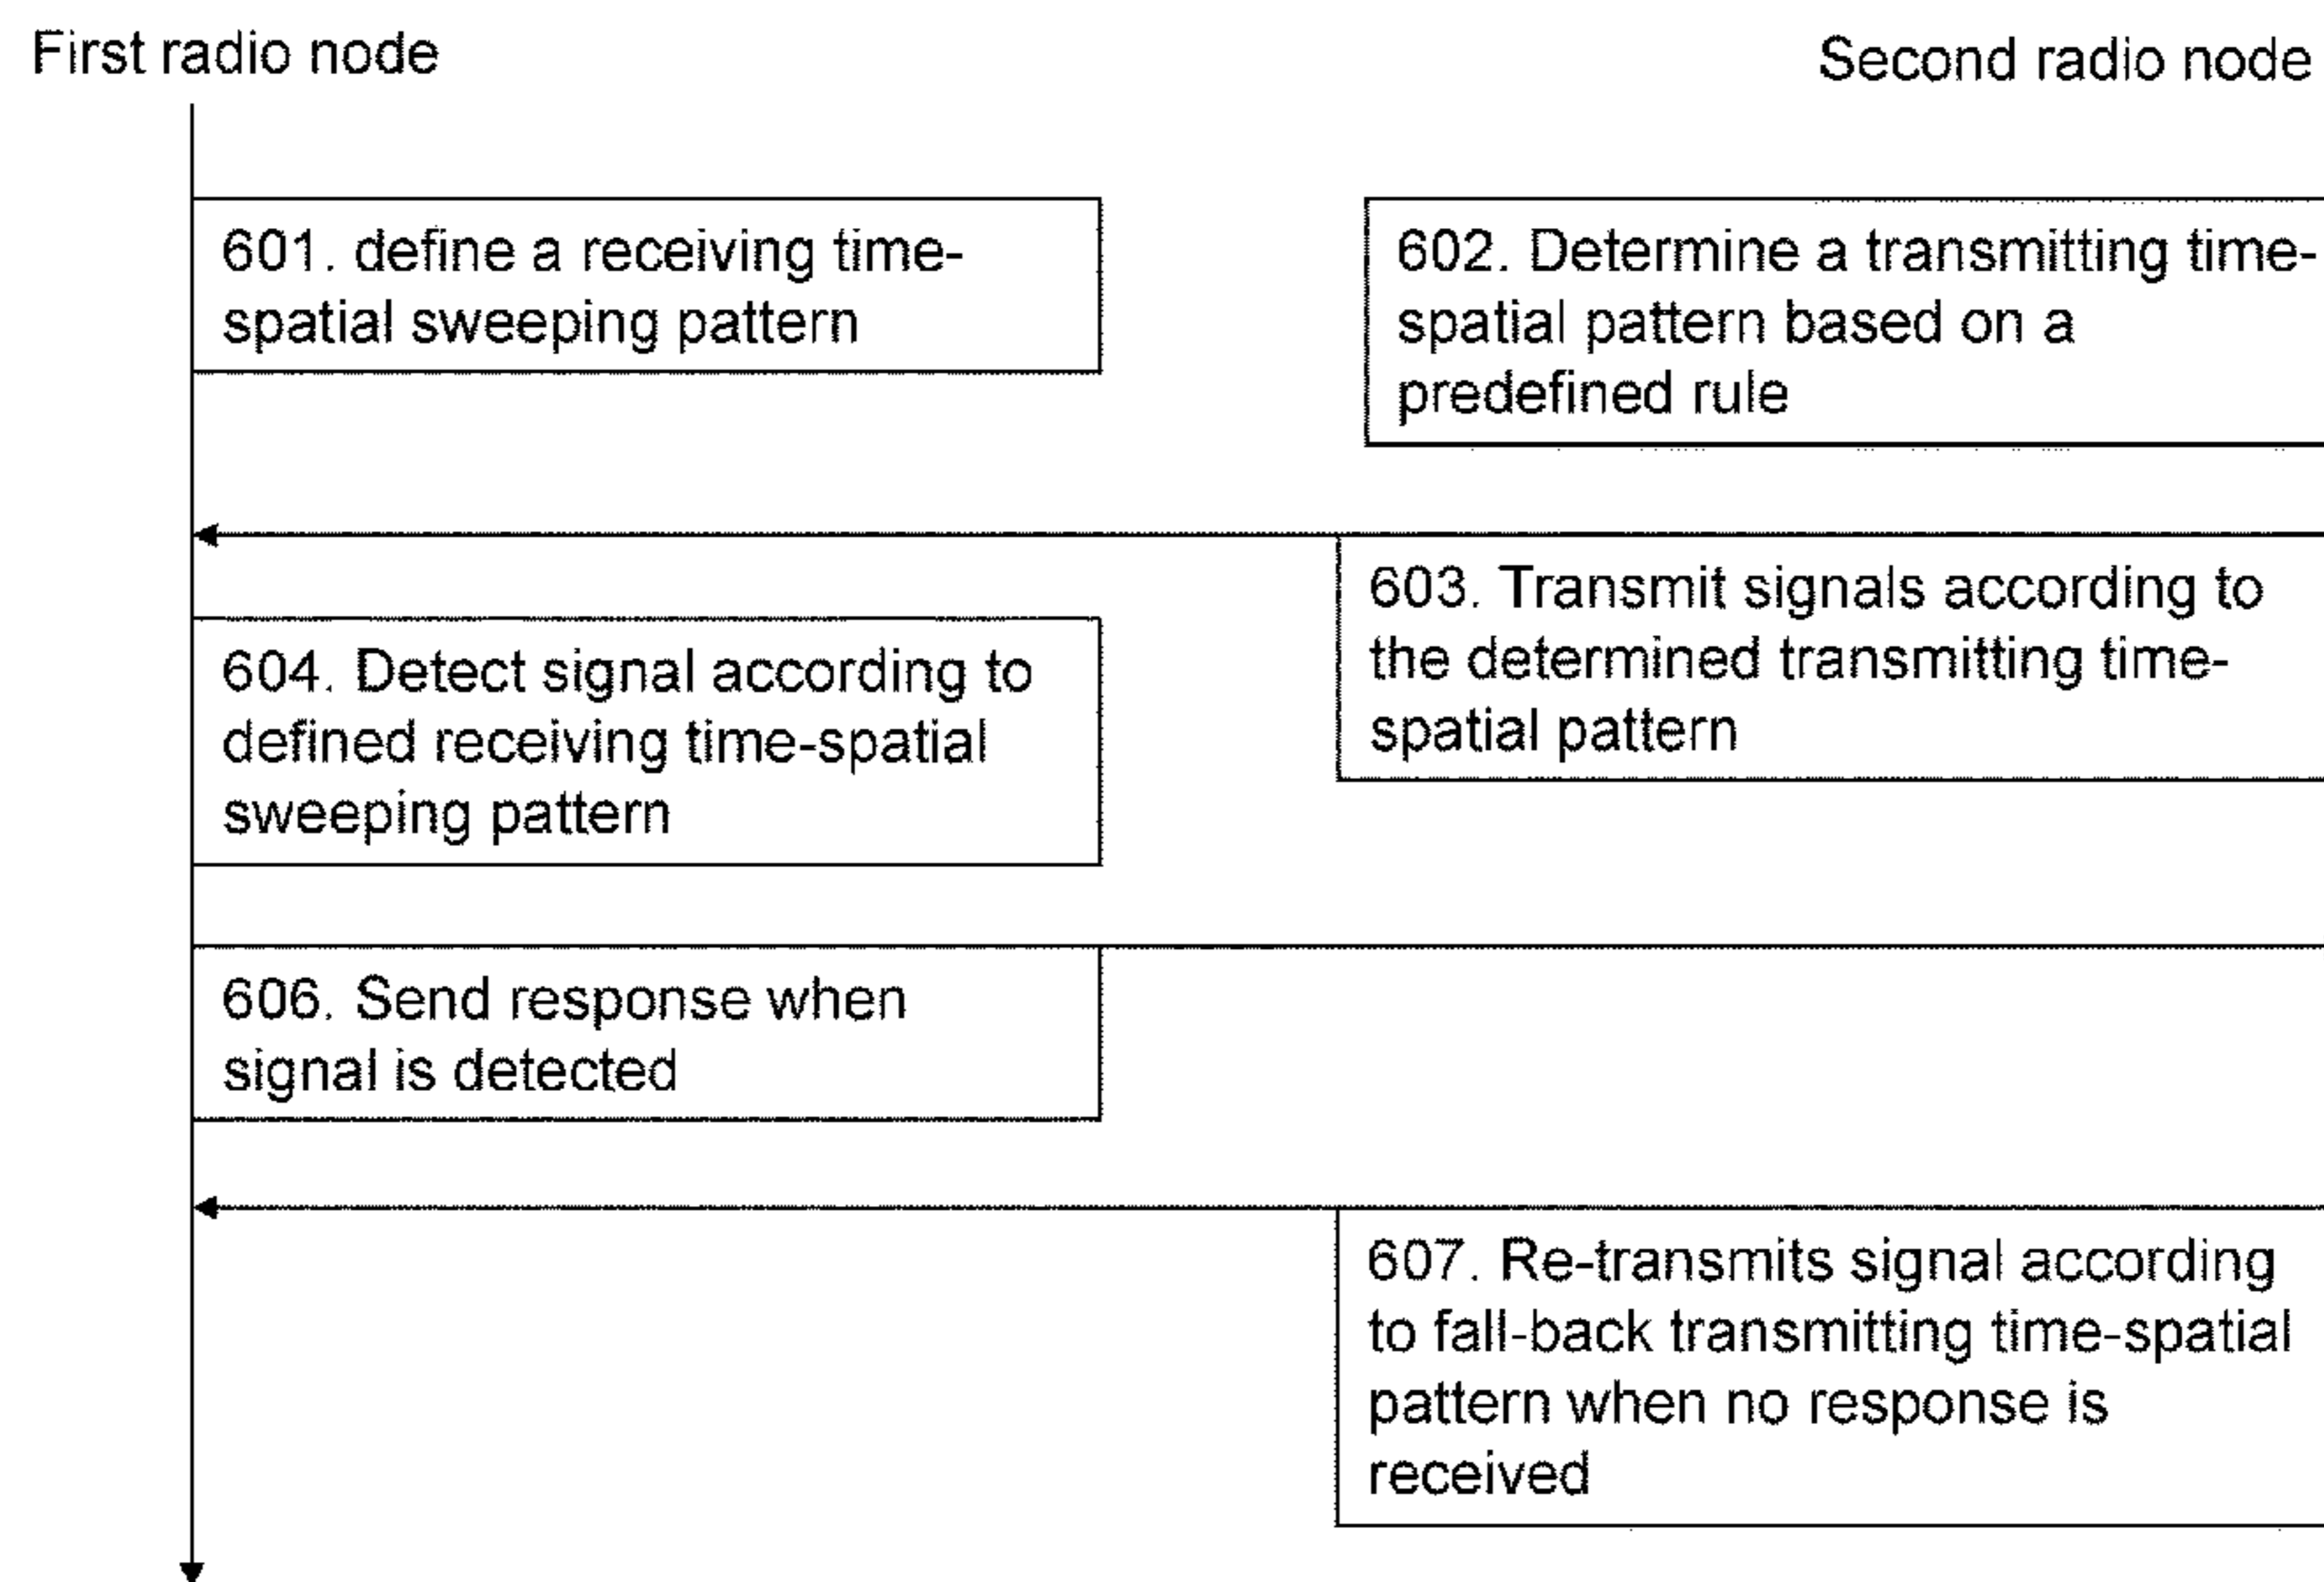 First radio node
Second radio node
601. define a receiving time-
spatial sweeping pattern
602. Determine a transmitting time-
spatial pattern based on a
predefined rule
603. Transmit signals according to
the determined transmitting time-
spatial pattern
604. Detect signal according to
defined receiving time-spatial
sweeping pattern
606. Send response when
signal is detected
607. Re-transmits signal according
to fall-back transmitting time-spatial
pattern when no response is
received